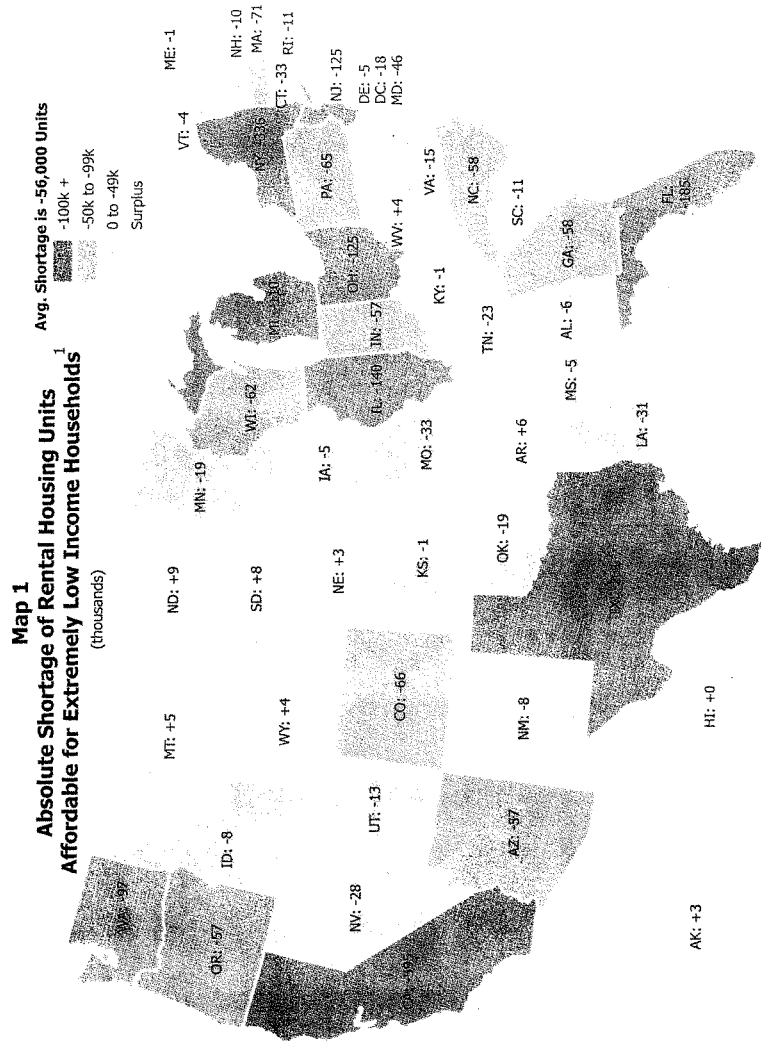 Map 1
Absolute Shortage of Rental Housing Units
Affordable for Extremely Low Income Households1
(thousands)
Avg. Shortage is -56,000 Units
-100k +
-50k to -99k
0 to -49k
Surplus
WA: -97
OR: -57
ID: -8
NV: -28
UT: -13
AZ: -57
MT: +5
WY: +4
CO: -66
NM: -8
ND: +9
SD: +8
NE: +3
KS: -1
OK: -19
MN: -19
IA: -5
MO: -33
AR: +6
LA: -31
WI: -62
IL: -140
MI:
IN: -57
OH: -125
KY: -1
TN: -23
MS: -5
AL: -6
GA: -58
FL:
-185
SC: -11
NC: -58
VA: -15
WV: +4
PA: -65
NY: -336
VT: -4
ME: -1
NH: -10
MA: -71
RI: -11
CT: -33
NJ: -125
DE: -5
DC: -18
MD: -46
AK: +3
HI: +0